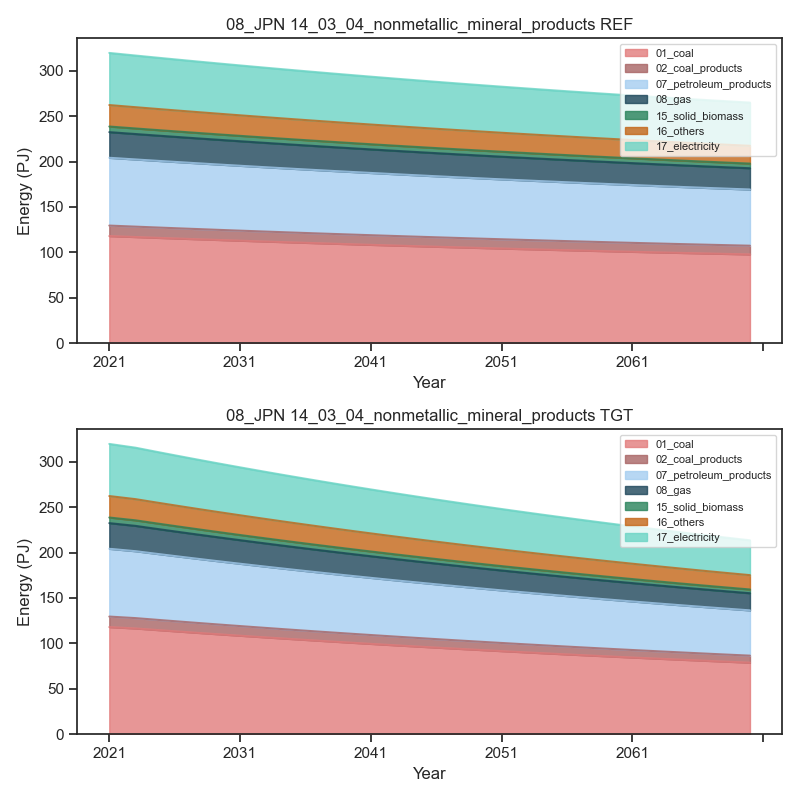 08_JPN 14_03_04_nonmetallic_mineral_products REF
Energy (PJ)
300
250
200
150
100
50
0
01_coal
02_coal_products
07_petroleum_products
08_gas
15_solid_biomass
16_others
17_electricity
2021 2031 2041 2051 2061
Year
08_JPN 14_03_04_nonmetallic_mineral_products TGT
Energy (PJ)
300
250
200
150
100
50
0
01_coal
02_coal_products
07_petroleum_products
08_gas
15_solid_biomass
16_others
17_electricity
2021 2031 2041 2051 2061
Year